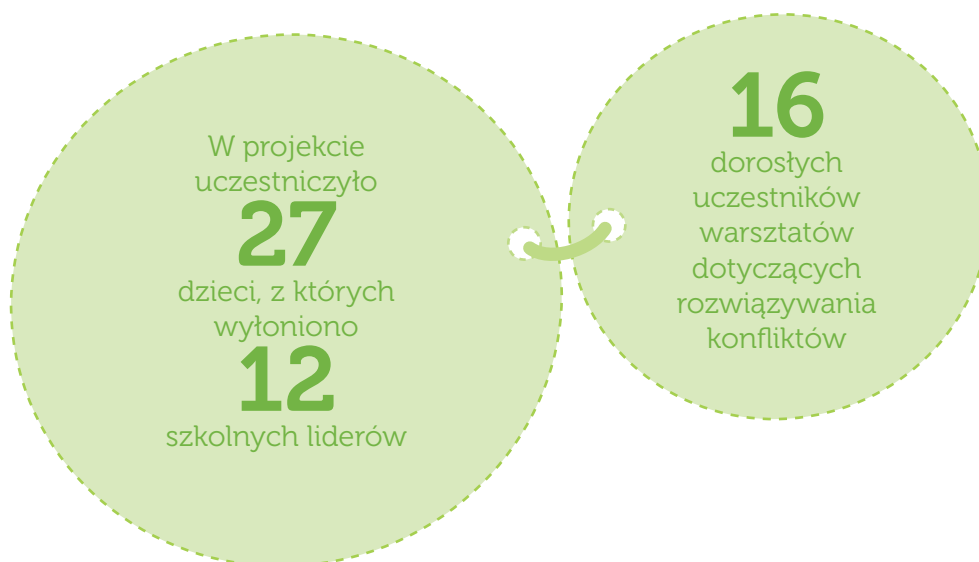 W projekcie
uczestniczyło
27
dzieci, z których
wyłoniono
12
szkolnych liderów
16
dorosłych
uczestników
warsztatów
dotyczących
rozwiązywania
konfliktów